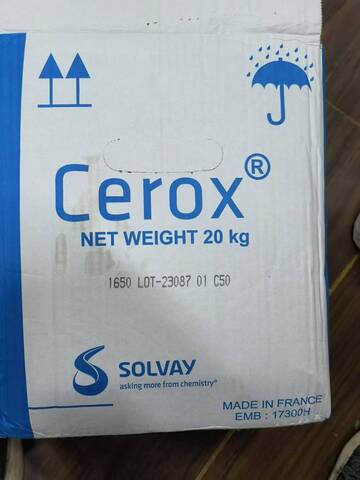 Cerox®
NET WEIGHT 20 kg
1650 LOT-23087 01 C50
SOLVAY
asking more from chemistry®
MADE IN FRANCE
EMB : 17300H